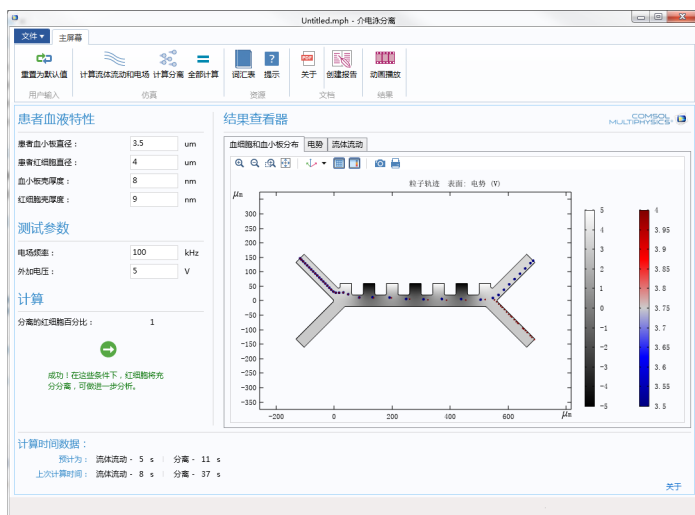 Untitled.mph - 介电泳分离
文件 主屏幕
重置为默认值 计算流体流动和电场 计算分离 全部计算 词汇表 提示 关于 创建报告 动画播放
用户输入 仿真 资源 文档 结果
患者血液特性
患者血小板直径： 3.5 um
患者红细胞直径： 4 um
血小板壳厚度： 8 nm
红细胞壳厚度： 9 nm
测试参数
电场频率： 100 kHz
外加电压： 5 V
计算
分离的红细胞百分比： 1
成功！在这些条件下，红细胞将充
分分离，可做进一步分析。
结果查看器
COMSOL
MULTIPHYSICS
血细胞和血小板分布 电势 流体流动
粒子轨迹 表面: 电势 (V)
μm
300
250
200
150
100
50
0
-50
-100
-150
-200
-250
-300
-350
-200 0 200 400 600 μm
5
4
3
2
1
0
-1
-2
-3
-4
-5
4
3.95
3.9
3.85
3.8
3.75
3.7
3.65
3.6
3.55
3.5
计算时间数据：
预计为： 流体流动 - 5 s 分离 - 11 s
上次计算时间： 流体流动 - 8 s 分离 - 37 s
关于